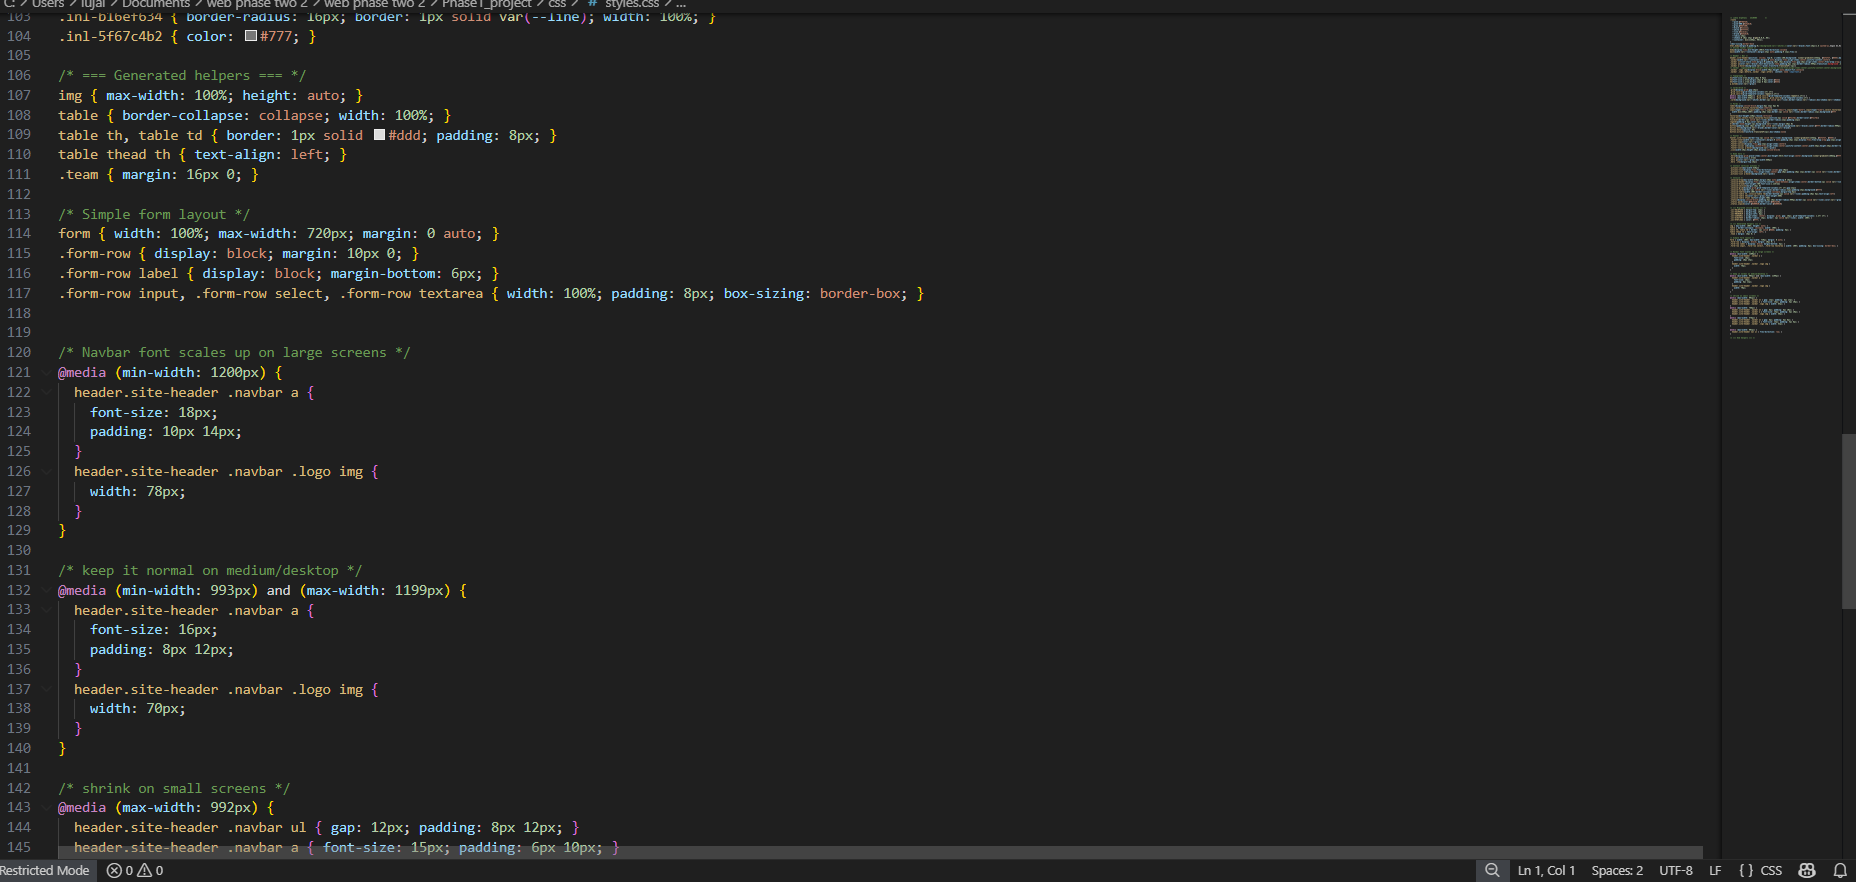 C: > Users > lujai > Documents > web phase two 2 > web phase two 2 > Phase1_project > css > # styles.css > ...
103 .inl-b16ef634 { border-radius: 16px; border: 1px solid var(--line); width: 100%; }
104 .inl-5f67c4b2 { color: #777; }
105
106 /* === Generated helpers === */
107 img { max-width: 100%; height: auto; }
108 table { border-collapse: collapse; width: 100%; }
109 table th, table td { border: 1px solid #ddd; padding: 8px; }
110 table thead th { text-align: left; }
111 .team { margin: 16px 0; }
112
113 /* Simple form layout */
114 form { width: 100%; max-width: 720px; margin: 0 auto; }
115 .form-row { display: block; margin: 10px 0; }
116 .form-row label { display: block; margin-bottom: 6px; }
117 .form-row input, .form-row select, .form-row textarea { width: 100%; padding: 8px; box-sizing: border-box; }
118
119
120 /* Navbar font scales up on large screens */
121 @media (min-width: 1200px) {
122 header.site-header .navbar a {
123 font-size: 18px;
124 padding: 10px 14px;
125 }
126 header.site-header .navbar .logo img {
127 width: 78px;
128 }
129 }
130
131 /* keep it normal on medium/desktop */
132 @media (min-width: 993px) and (max-width: 1199px) {
133 header.site-header .navbar a {
134 font-size: 16px;
135 padding: 8px 12px;
136 }
137 header.site-header .navbar .logo img {
138 width: 70px;
139 }
140 }
141
142 /* shrink on small screens */
143 @media (max-width: 992px) {
144 header.site-header .navbar ul { gap: 12px; padding: 8px 12px; }
145 header.site-header .navbar a { font-size: 15px; padding: 6px 10px; }
Restricted Mode 0 0 Ln 1, Col 1 Spaces: 2 UTF-8 LF { } CSS